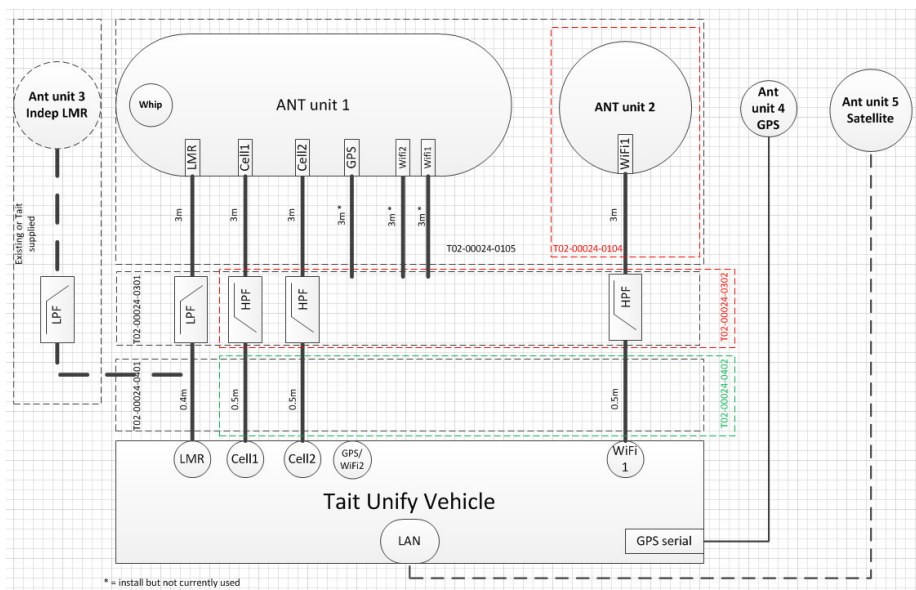 Ant unit 3
Indep LMR
Whip
ANT unit 1
ANT unit 2
Ant
unit 4
GPS
Ant unit 5
Satellite
LMR
Cell1
Cell2
GPS
Wifi2
Wifi1
WiFi1
3m
3m
3m
3m *
3m *
3m *
3m
Existing or Tait
supplied
T02-00024-0105
T02-00024-0104
LPF
T02-00024-0301
LPF
HPF
HPF
HPF
T02-00024-0302
T02-00024-0401
0.4m
0.5m
0.5m
0.5m
T02-00024-0402
LMR
Cell1
Cell2
GPS/
WiFi2
WiFi
1
Tait Unify Vehicle
LAN
GPS serial
* = install but not currently used